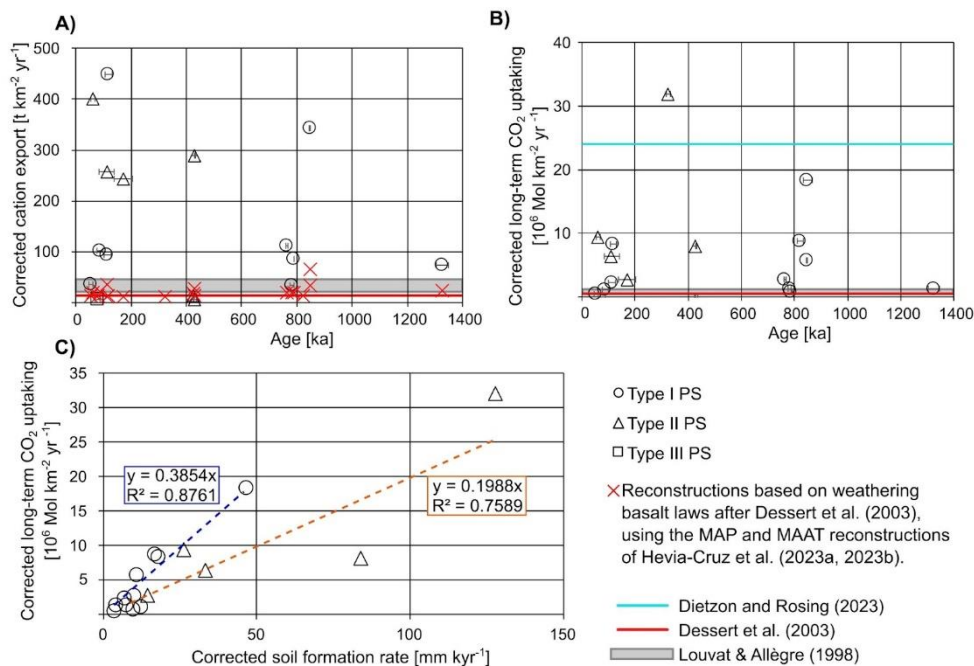 A)
Corrected cation export [t km-2 yr-1]
500
400
300
200
100
0
0 200 400 600 800 1000 1200 1400
Age [ka]
B)
Corrected long-term CO2 uptaking
[10^6 Mol km-2 yr -1]
40
30
20
10
0
0 200 400 600 800 1000 1200 1400
Age [ka]
C)
Corrected long-term CO2 uptaking
[10^6 Mol km-2 yr -1]
35
30
25
20
15
10
5
0
0 50 100 150
Corrected soil formation rate [mm kyr-1]
y = 0.3854x
R² = 0.8761
y = 0.1988x
R² = 0.7589
Type I PS
Type II PS
Type III PS
Reconstructions based on weathering
basalt laws after Dessert et al. (2003),
using the MAP and MAAT reconstructions
of Hevia-Cruz et al. (2023a, 2023b).
Dietzon and Rosing (2023)
Dessert et al. (2003)
Louvat & Allègre (1998)